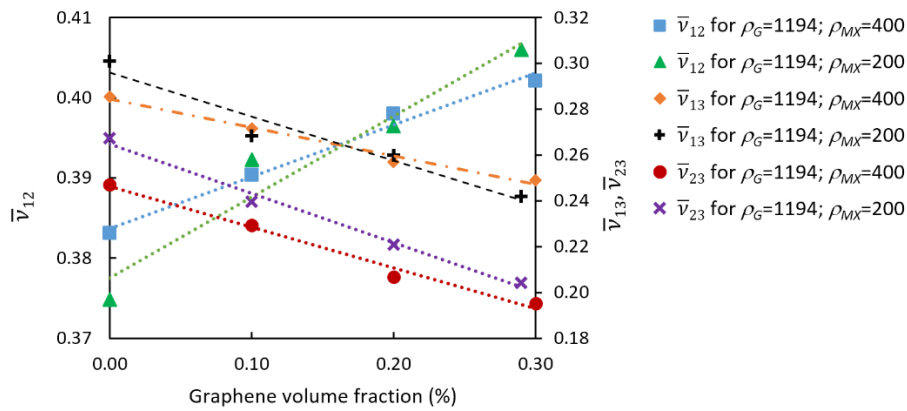 0.41
0.40
0.39
0.38
0.37
ν̅12
0.32
0.30
0.28
0.26
0.24
0.22
0.20
0.18
ν̅13, ν̅23
0.00 0.10 0.20 0.30
Graphene volume fraction (%)
ν̅12 for ρG=1194; ρMX=400
ν̅12 for ρG=1194; ρMX=200
ν̅13 for ρG=1194; ρMX=400
ν̅13 for ρG=1194; ρMX=200
ν̅23 for ρG=1194; ρMX=400
ν̅23 for ρG=1194; ρMX=200